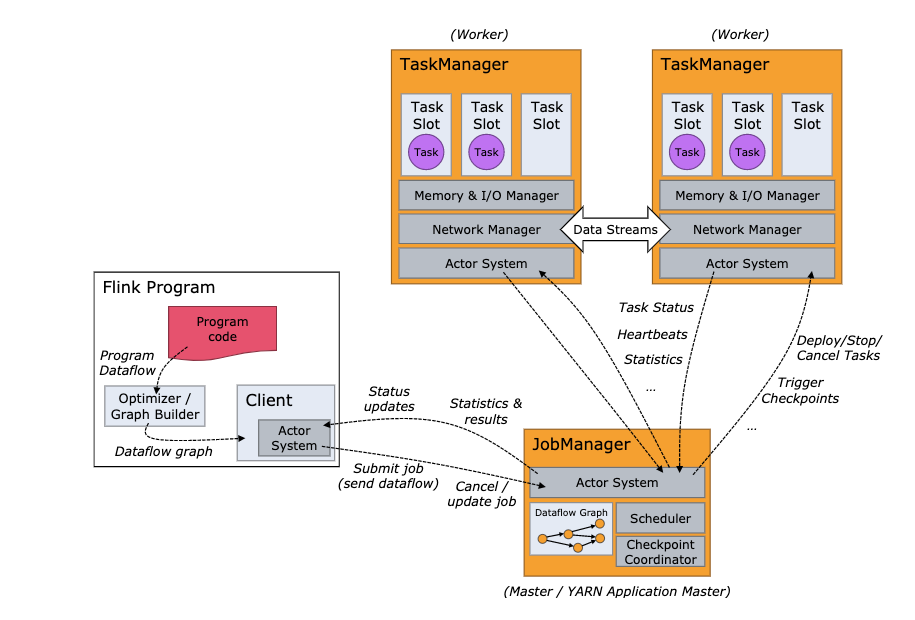 (Worker)
TaskManager
Task
Slot
Task
Task
Slot
Task
Task
Slot
Memory & I/O Manager
Network Manager
Actor System
(Worker)
TaskManager
Task
Slot
Task
Task
Slot
Task
Task
Slot
Memory & I/O Manager
Network Manager
Actor System
Data Streams
Flink Program
Program
code
Program
Dataflow
Optimizer /
Graph Builder
Dataflow graph
Client
Actor
System
Status
updates
Statistics &
results
Submit job
(send dataflow)
Cancel /
update job
Task Status
Heartbeats
Statistics
...
Deploy/Stop/
Cancel Tasks
Trigger
Checkpoints
...
JobManager
Actor System
Dataflow Graph
Scheduler
Checkpoint
Coordinator
(Master / YARN Application Master)